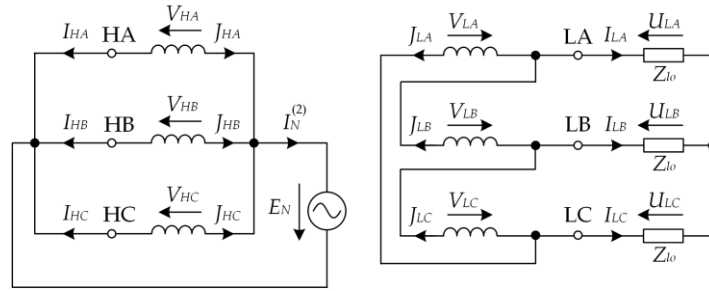 V_HA V_LA U_LA
I_HA HA J_HA J_LA LA I_LA
Z_lo
V_HB I_N^(2) V_LB U_LB
I_HB HB J_HB J_LB LB I_LB
Z_lo
V_HC E_N V_LC U_LC
I_HC HC J_HC J_LC LC I_LC
Z_lo